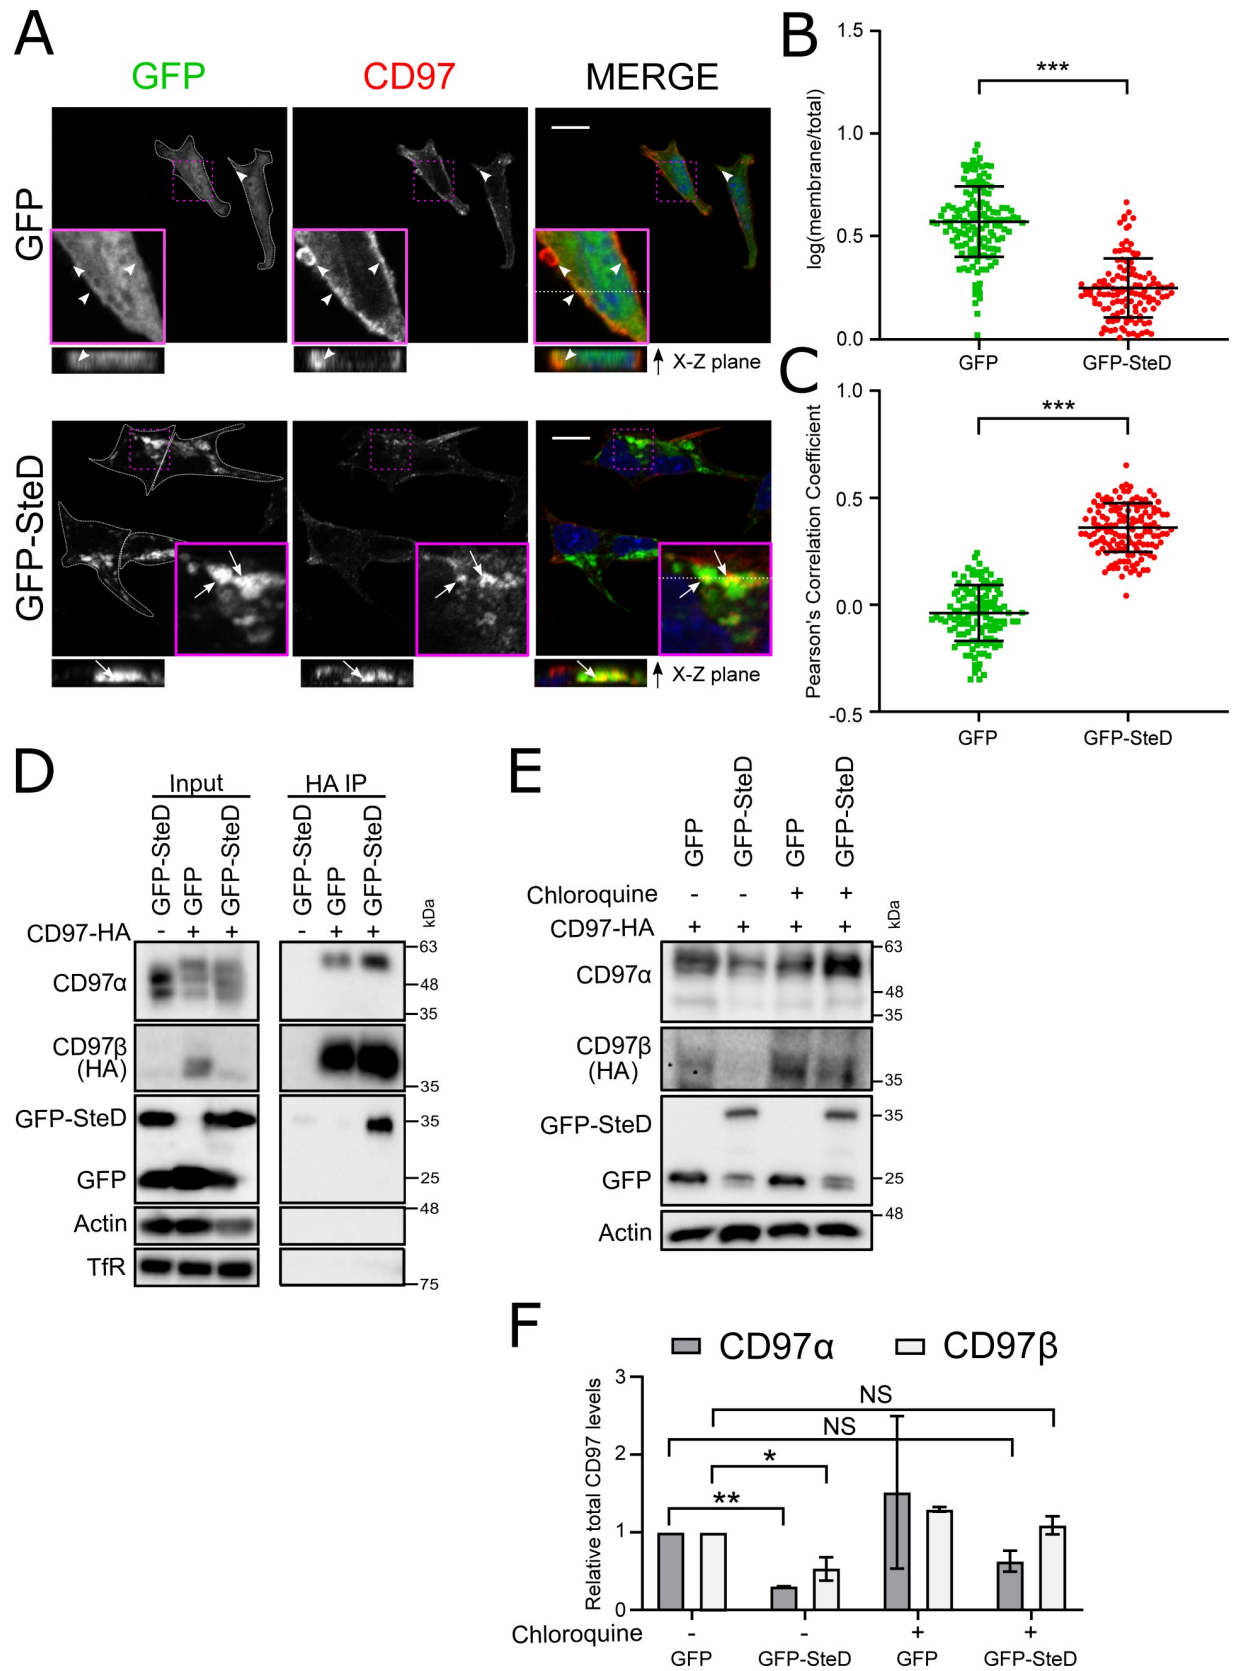 A
GFP CD97 MERGE
GFP
X-Z plane
GFP-SteD
X-Z plane
B
1.5
1.0
0.5
0.0
log(membrane/total)
***
GFP GFP-SteD
C
1.0
0.5
0.0
-0.5
Pearson's Correlation Coefficient
***
GFP GFP-SteD
D
Input HA IP
GFP-SteD GFP GFP-SteD GFP-SteD GFP GFP-SteD
kDa
CD97-HA - + + - + +
CD97α 63 48 35
CD97β (HA) 35
GFP-SteD 35
GFP 25
48
Actin
TfR
75
E
GFP GFP-SteD GFP GFP-SteD
Chloroquine - - + +
kDa
CD97-HA + + + +
CD97α 63 48 35
CD97β (HA) 35
GFP-SteD 35
GFP 25
48
Actin
F
CD97α CD97β
3
2
1
0
Relative total CD97 levels
NS
NS
*
**
Chloroquine - - + +
GFP GFP-SteD GFP GFP-SteD